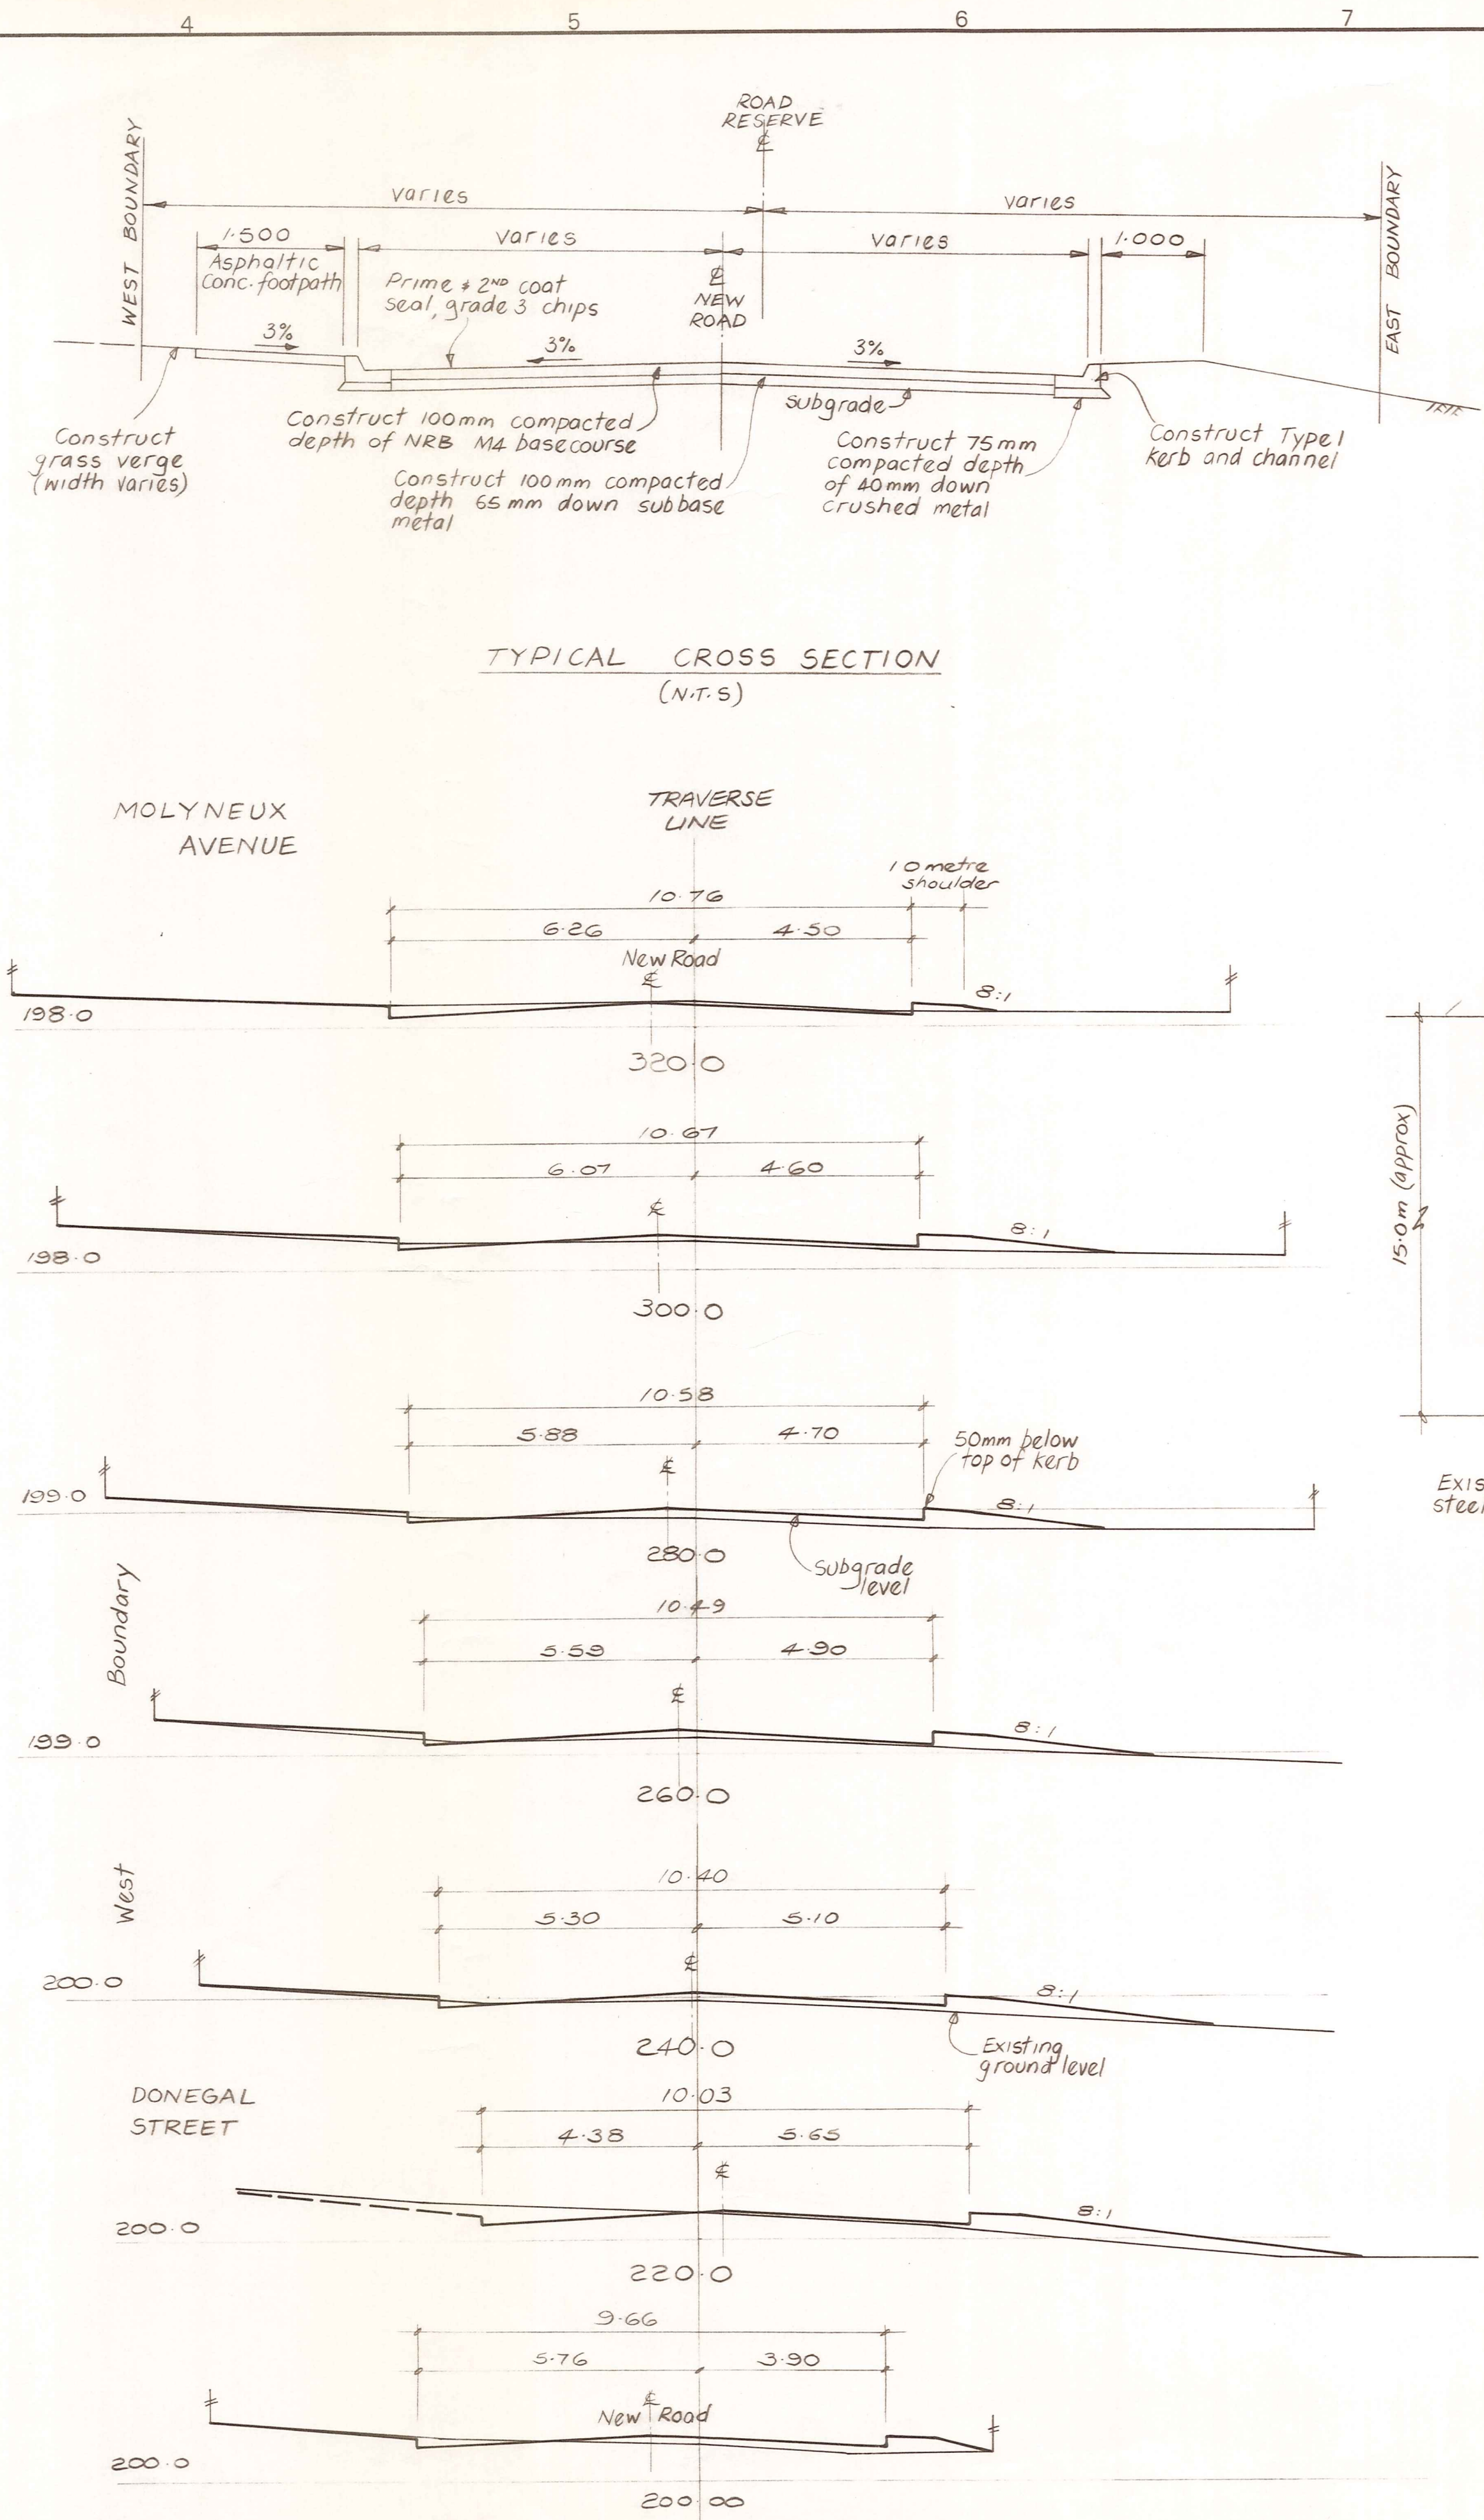 4 5 6 7
ROAD
RESERVE
℄
WEST BOUNDARY
EAST BOUNDARY
varies varies
1·500 varies varies 1·000
Asphaltic
Conc. footpath
Prime & 2ND coat
seal, grade 3 chips
℄
NEW
ROAD
3% 3% 3%
Subgrade
Construct
grass verge
(width varies)
Construct 100mm compacted
depth of NRB M4 basecourse
Construct 100mm compacted
depth 65mm down subbase
metal
Construct 75mm
compacted depth
of 40mm down
crushed metal
Construct Type 1
kerb and channel
TYPICAL CROSS SECTION
(N.T.S)
MOLYNEUX
AVENUE
TRAVERSE
LINE
1·0 metre
shoulder
10·76
6·26 4·50
New Road
℄
8:1
198·0
320·0
10·67
6·07 4·60
℄
8:1
198·0
300·0
15·0m (approx)
10·58
5·88 4·70
50mm below
top of kerb
℄
8:1
199·0
280·0
Subgrade
level
Boundary
10·49
5·59 4·90
℄
8:1
199·0
260·0
West
10·40
5·30 5·10
℄
8:1
200·0
240·0
Existing
ground level
DONEGAL
STREET
10·03
4·38 5·65
℄
8:1
200·0
220·0
9·66
5·76 3·90
℄
New Road
200·0
200·00